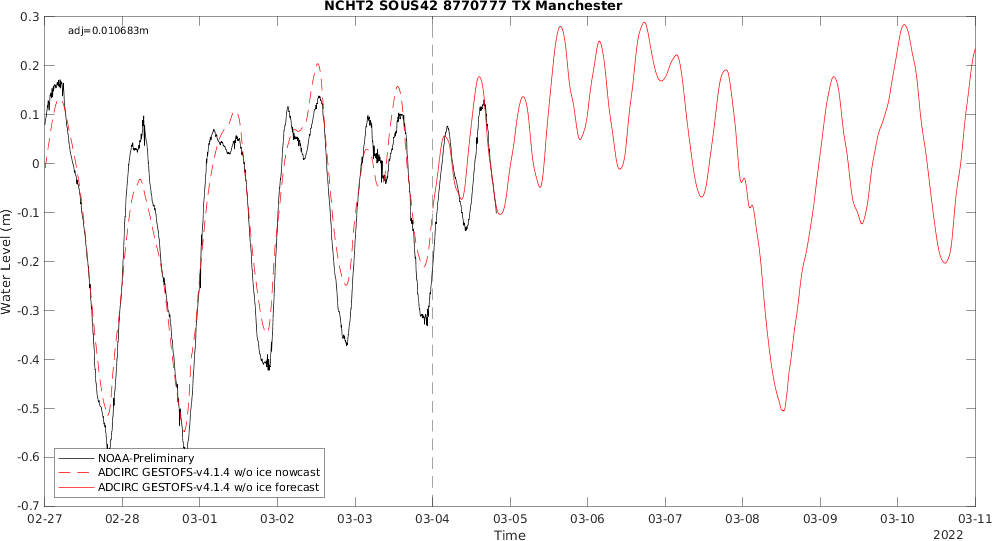 NCHT2 SOUS42 8770777 TX Manchester
adj=0.010683m
0.3
0.2
0.1
0
-0.1
-0.2
-0.3
-0.4
-0.5
-0.6
-0.7
Water Level (m)
NOAA-Preliminary
ADCIRC GESTOFS-v4.1.4 w/o ice nowcast
ADCIRC GESTOFS-v4.1.4 w/o ice forecast
02-27 02-28 03-01 03-02 03-03 03-04 03-05 03-06 03-07 03-08 03-09 03-10 03-11
Time
2022